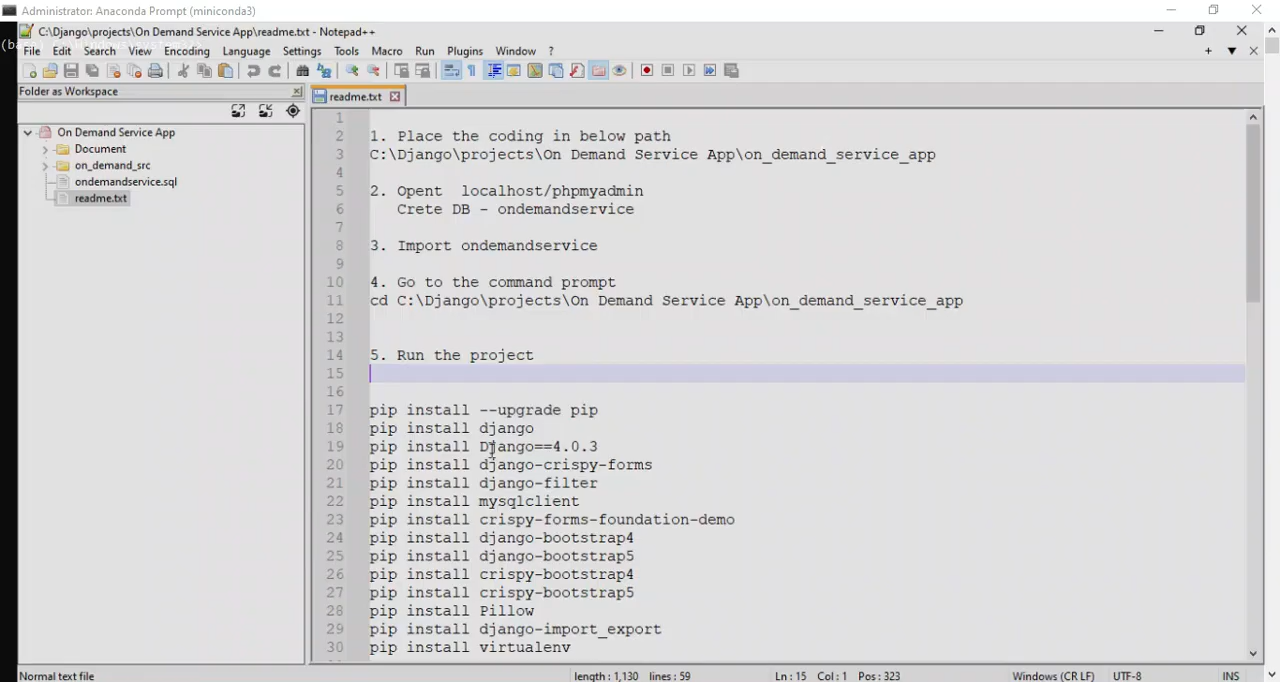 Administrator: Anaconda Prompt (miniconda3)
C:\Django\projects\On Demand Service App\readme.txt - Notepad++
File Edit Search View Encoding Language Settings Tools Macro Run Plugins Window ?
Folder as Workspace
readme.txt
On Demand Service App
Document
on_demand_src
ondemandservice.sql
readme.txt
1
2 1. Place the coding in below path
3 C:\Django\projects\On Demand Service App\on_demand_service_app
4
5 2. Opent  localhost/phpmyadmin
6 Crete DB - ondemandservice
7
8 3. Import ondemandservice
9
10 4. Go to the command prompt
11 cd C:\Django\projects\On Demand Service App\on_demand_service_app
12
13
14 5. Run the project
15
16
17 pip install --upgrade pip
18 pip install django
19 pip install Django==4.0.3
20 pip install django-crispy-forms
21 pip install django-filter
22 pip install mysqlclient
23 pip install crispy-forms-foundation-demo
24 pip install django-bootstrap4
25 pip install django-bootstrap5
26 pip install crispy-bootstrap4
27 pip install crispy-bootstrap5
28 pip install Pillow
29 pip install django-import_export
30 pip install virtualenv
Normal text file length : 1,130 lines : 59 Ln : 15 Col : 1 Pos : 323 Windows (CR LF) UTF-8 INS